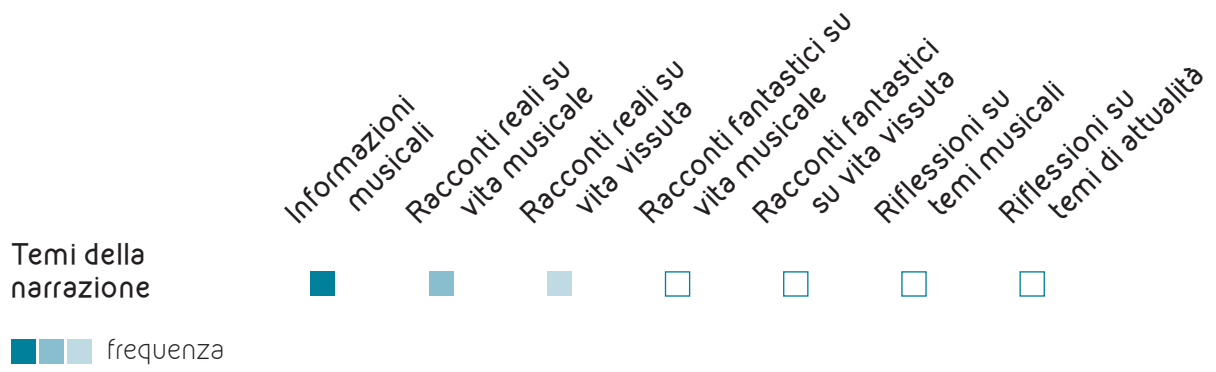 Informazioni
musicali
Racconti reali su
vita musicale
Racconti reali su
vita vissuta
Racconti fantastici su
vita musicale
Racconti fantastici
su vita vissuta
Riflessioni su
temi musicali
Riflessioni su
temi di attualità
Temi della
narrazione
frequenza